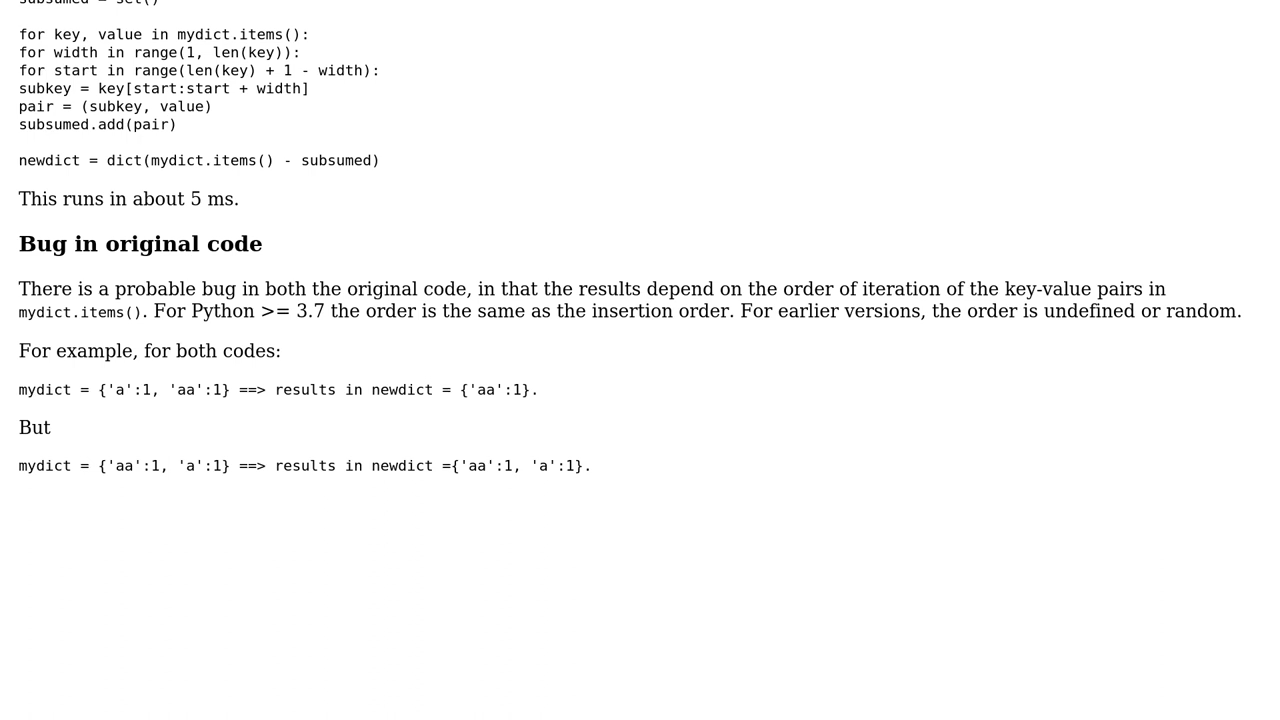 subsumed = set()
for key, value in mydict.items():
for width in range(1, len(key)):
for start in range(len(key) + 1 - width):
subkey = key[start:start + width]
pair = (subkey, value)
subsumed.add(pair)
newdict = dict(mydict.items() - subsumed)
This runs in about 5 ms.
Bug in original code
There is a probable bug in both the original code, in that the results depend on the order of iteration of the key-value pairs in
mydict.items(). For Python >= 3.7 the order is the same as the insertion order. For earlier versions, the order is undefined or random.
For example, for both codes:
mydict = {'a':1, 'aa':1} ==> results in newdict = {'aa':1}.
But
mydict = {'aa':1, 'a':1} ==> results in newdict ={'aa':1, 'a':1}.